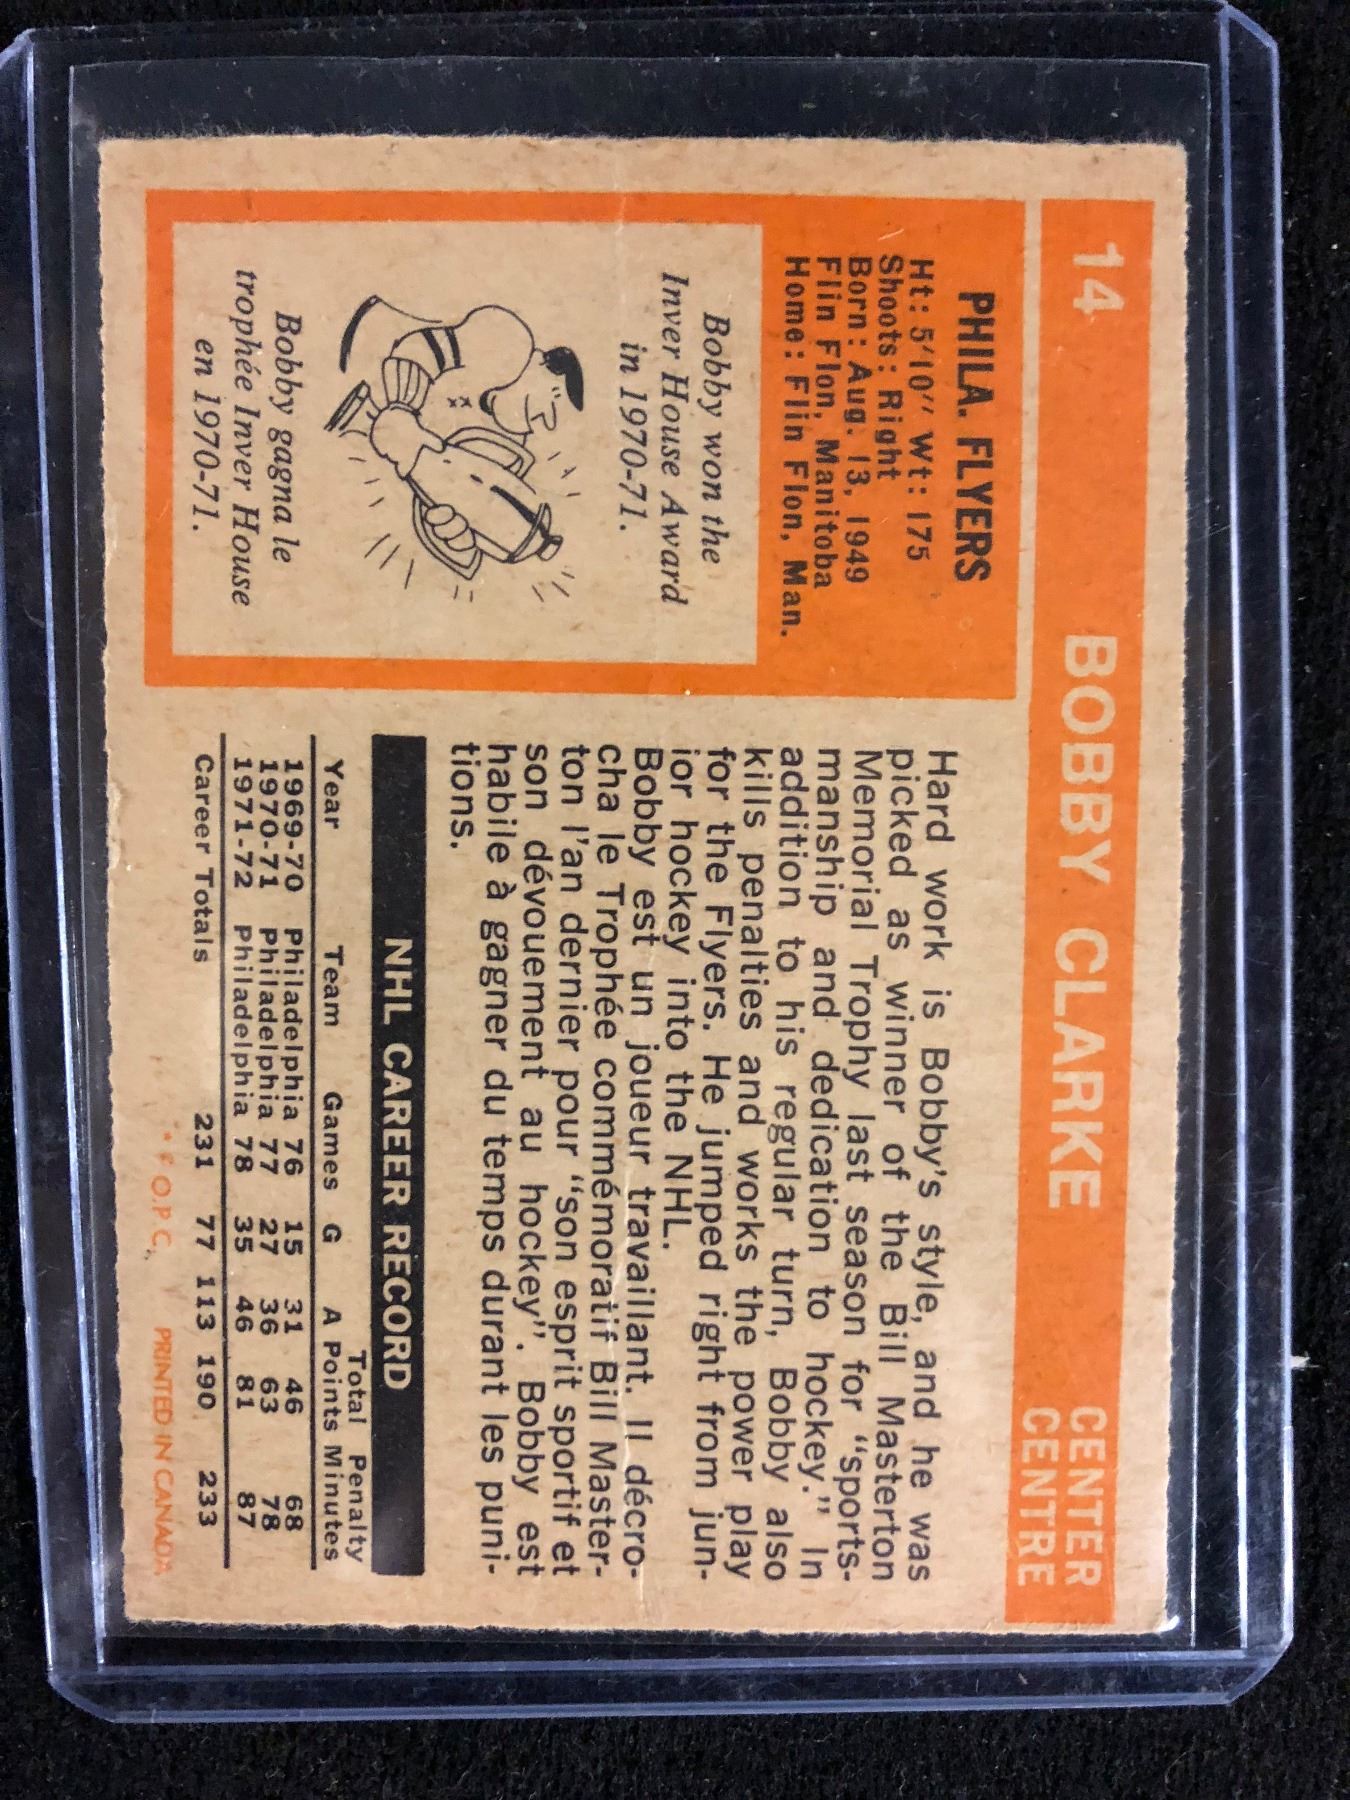 14 BOBBY CLARKE CENTER
CENTRE
PHILA. FLYERS
Ht: 5'10" Wt: 175
Shoots: Right
Born: Aug. 13, 1949
Flin Flon, Manitoba
Home: Flin Flon, Man.
Bobby won the
Inver House Award
in 1970-71.
Bobby gagna le
trophée Inver House
en 1970-71.
Hard work is Bobby's style, and he was
picked as winner of the Bill Masterton
Memorial Trophy last season for "sports-
manship and dedication to hockey." In
addition to his regular turn, Bobby also
kills penalties and works the power play
for the Flyers. He jumped right from jun-
ior hockey into the NHL.
Bobby est un joueur travaillant. Il décro-
cha le Trophée commémoratif Bill Master-
ton l'an dernier pour "son esprit sportif et
son dévouement au hockey". Bobby est
habile à gagner du temps durant les puni-
tions.
NHL CAREER RECORD
Total Penalty
Year Team Games G A Points Minutes
1969-70 Philadelphia 76 15 31 46 68
1970-71 Philadelphia 77 27 36 63 78
1971-72 Philadelphia 78 35 46 81 87
Career Totals 231 77 113 190 233
O.P.C. PRINTED IN CANADA